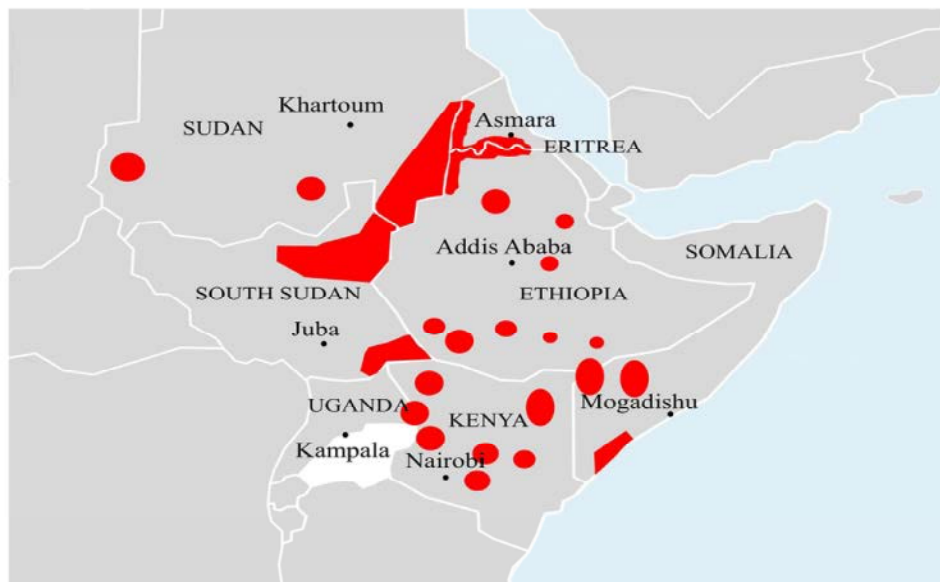 Khartoum
SUDAN
Asmara
ERITREA
Addis Ababa
SOMALIA
SOUTH SUDAN
ETHIOPIA
Juba
UGANDA
KENYA
Mogadishu
Kampala
Nairobi